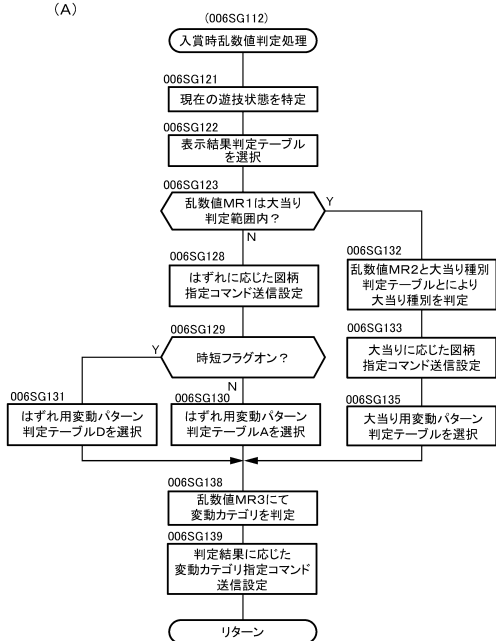 (A)
(006SG112)
入賞時乱数値判定処理
006SG121
現在の遊技状態を特定
006SG122
表示結果判定テーブル
を選択
006SG123
乱数値MR1は大当り
判定範囲内?
Y
N
006SG128
はずれに応じた図柄
指定コマンド送信設定
006SG132
乱数値MR2と大当り種別
判定テーブルとにより
大当り種別を判定
006SG129
時短フラグオン?
Y
N
006SG133
大当りに応じた図柄
指定コマンド送信設定
006SG131
はずれ用変動パターン
判定テーブルDを選択
006SG130
はずれ用変動パターン
判定テーブルAを選択
006SG135
大当り用変動パターン
判定テーブルを選択
006SG138
乱数値MR3にて
変動カテゴリを判定
006SG139
判定結果に応じた
変動カテゴリ指定コマンド
送信設定
リターン